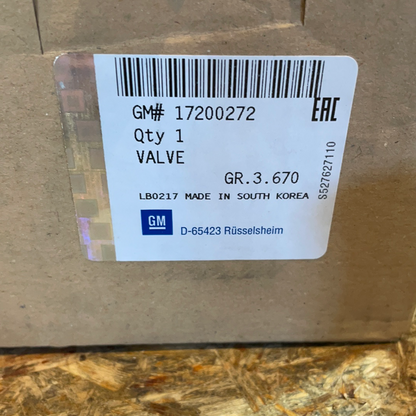 GM# 17200272
EAC
Qty 1
VALVE
GR.3.670
LB0217 MADE IN SOUTH KOREA
S527627110
GM
D-65423 Rüsselsheim